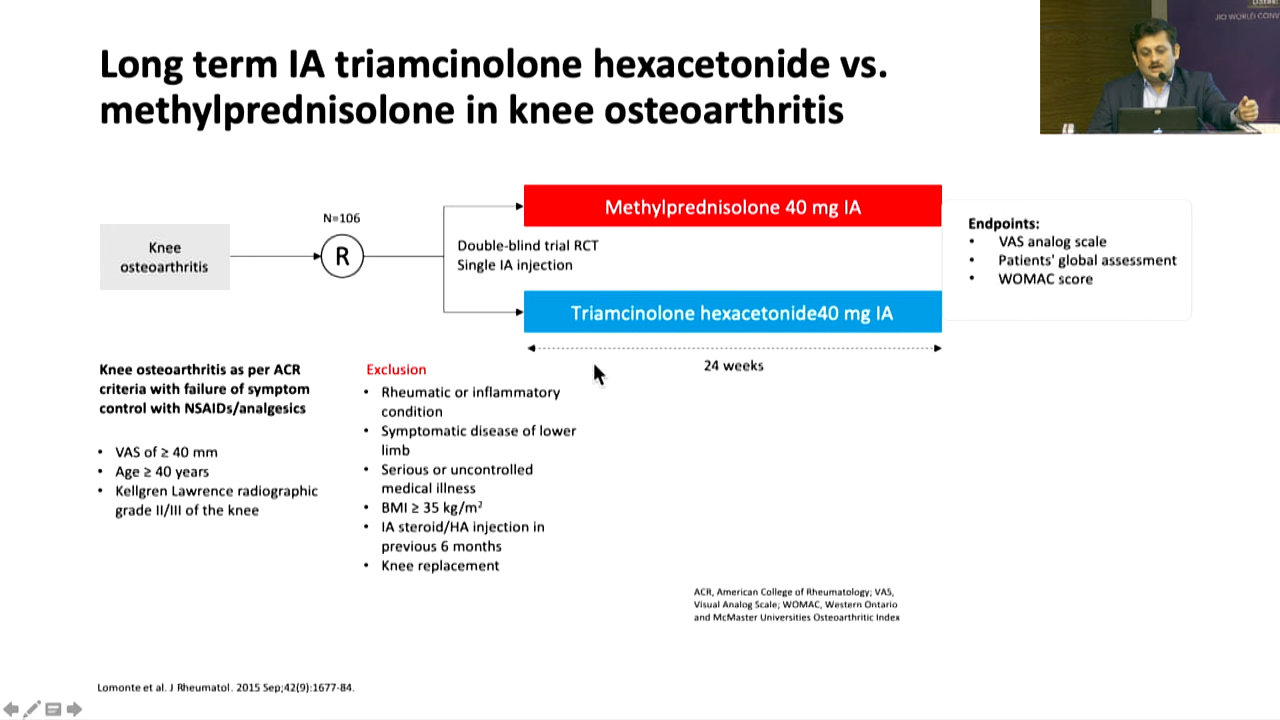 JIO WORLD CONV
Long term IA triamcinolone hexacetonide vs.
methylprednisolone in knee osteoarthritis
N=106
Knee
osteoarthritis
R
Double-blind trial RCT
Single IA injection
Methylprednisolone 40 mg IA
Triamcinolone hexacetonide40 mg IA
24 weeks
Endpoints:
• VAS analog scale
• Patients' global assessment
• WOMAC score
Knee osteoarthritis as per ACR
criteria with failure of symptom
control with NSAIDs/analgesics
• VAS of ≥ 40 mm
• Age ≥ 40 years
• Kellgren Lawrence radiographic
grade II/III of the knee
Exclusion
• Rheumatic or inflammatory
condition
• Symptomatic disease of lower
limb
• Serious or uncontrolled
medical illness
• BMI ≥ 35 kg/m²
• IA steroid/HA injection in
previous 6 months
• Knee replacement
ACR, American College of Rheumatology; VAS,
Visual Analog Scale; WOMAC, Western Ontario
and McMaster Universities Osteoarthritic Index
Lomonte et al. J Rheumatol. 2015 Sep;42(9):1677-84.